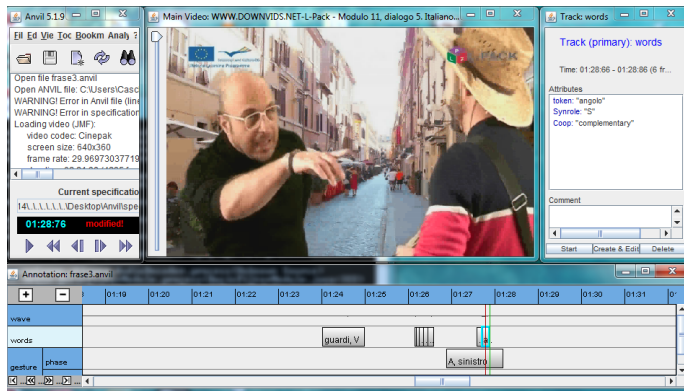 Anvil 5.1.9
Fil Ed Vie Toc Bookm Analy ?
Open file frase3.anvil
Open ANVIL file: C:\Users\Casc
WARNING! Error in Anvil file (line
WARNING! Error in specification
Loading video (JMF):
video codec: Cinepak
screen size: 640x360
frame rate: 29.96973037719
Current specificatio
14\.\.\.\.\.\.\Desktop\Anvil\spe
01:28:76 modified!
Main Video: WWW.DOWNVIDS.NET-L-Pack - Modulo 11, dialogo 5. Italiano...
PACK
Track: words
Track (primary): words
Time: 01:28:66 - 01:28:86 (6 fr...
Attributes
token: "angolo"
Synrole: "S"
Coop: "complementary"
Comment
Start Create & Edit Delete
Annotation: frase3.anvil
+ - 01:19 01:20 01:21 01:22 01:23 01:24 01:25 01:26 01:27 01:28 01:29 01:30 01:31 0
wave
words guardi, V a
gesture phase A, sinistro